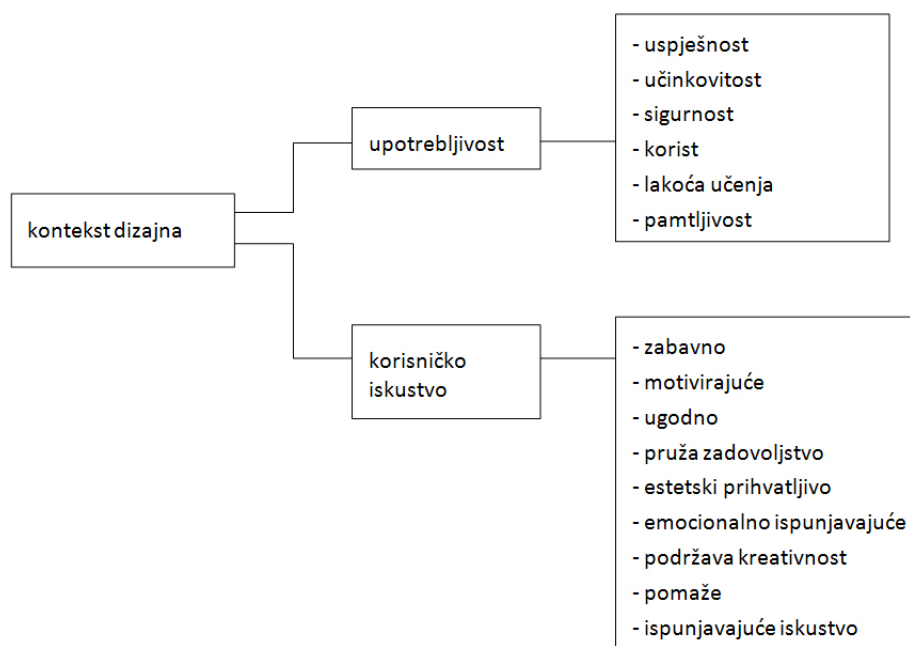 kontekst dizajna
upotrebljivost
- uspješnost
- učinkovitost
- sigurnost
- korist
- lakoća učenja
- pamtljivost
korisničko
iskustvo
- zabavno
- motivirajuće
- ugodno
- pruža zadovoljstvo
- estetski prihvatljivo
- emocionalno ispunjavajuće
- podržava kreativnost
- pomaže
- ispunjavajuće iskustvo